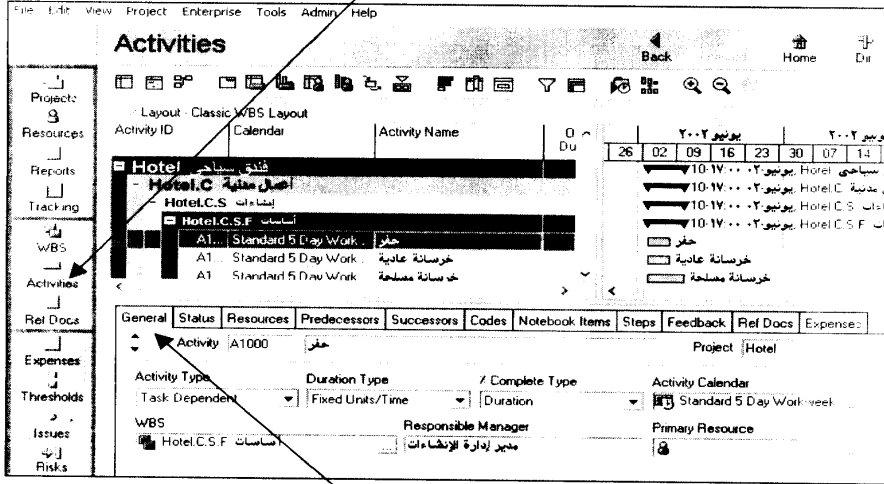 File Edit View Project Enterprise Tools Admin Help
Activities
Back
Home
Dir
Projects
Resources
Reports
Tracking
WBS
Activities
Ref Docs
Expenses
Thresholds
Issues
Risks
Layout - Classic WBS Layout
Activity ID Calendar Activity Name
يونيو ٢٠٠٢
26 02 09 16 23 30 07 14
Hotel فندق سياحي
Hotel.C أعمال مدنية
Hotel.C.S إنشاءات
Hotel.C.S.F أساسات
A1... Standard 5 Day Work . حفر
A1... Standard 5 Day Work . خرسانة عادية
A1 Standard 5 Day Work خرسانة مسلحة
حفر
خرسانة عادية
خرسانة مسلحة
General Status Resources Predecessors Successors Codes Notebook Items Steps Feedback Ref Docs Expenses
Activity A1000 حفر Project Hotel
Activity Type Duration Type % Complete Type Activity Calendar
Task Dependent Fixed Units/Time Duration Standard 5 Day Workweek
WBS Responsible Manager Primary Resource
Hotel.C.S.F أساسات ... مدير إدارة الإنشاءات